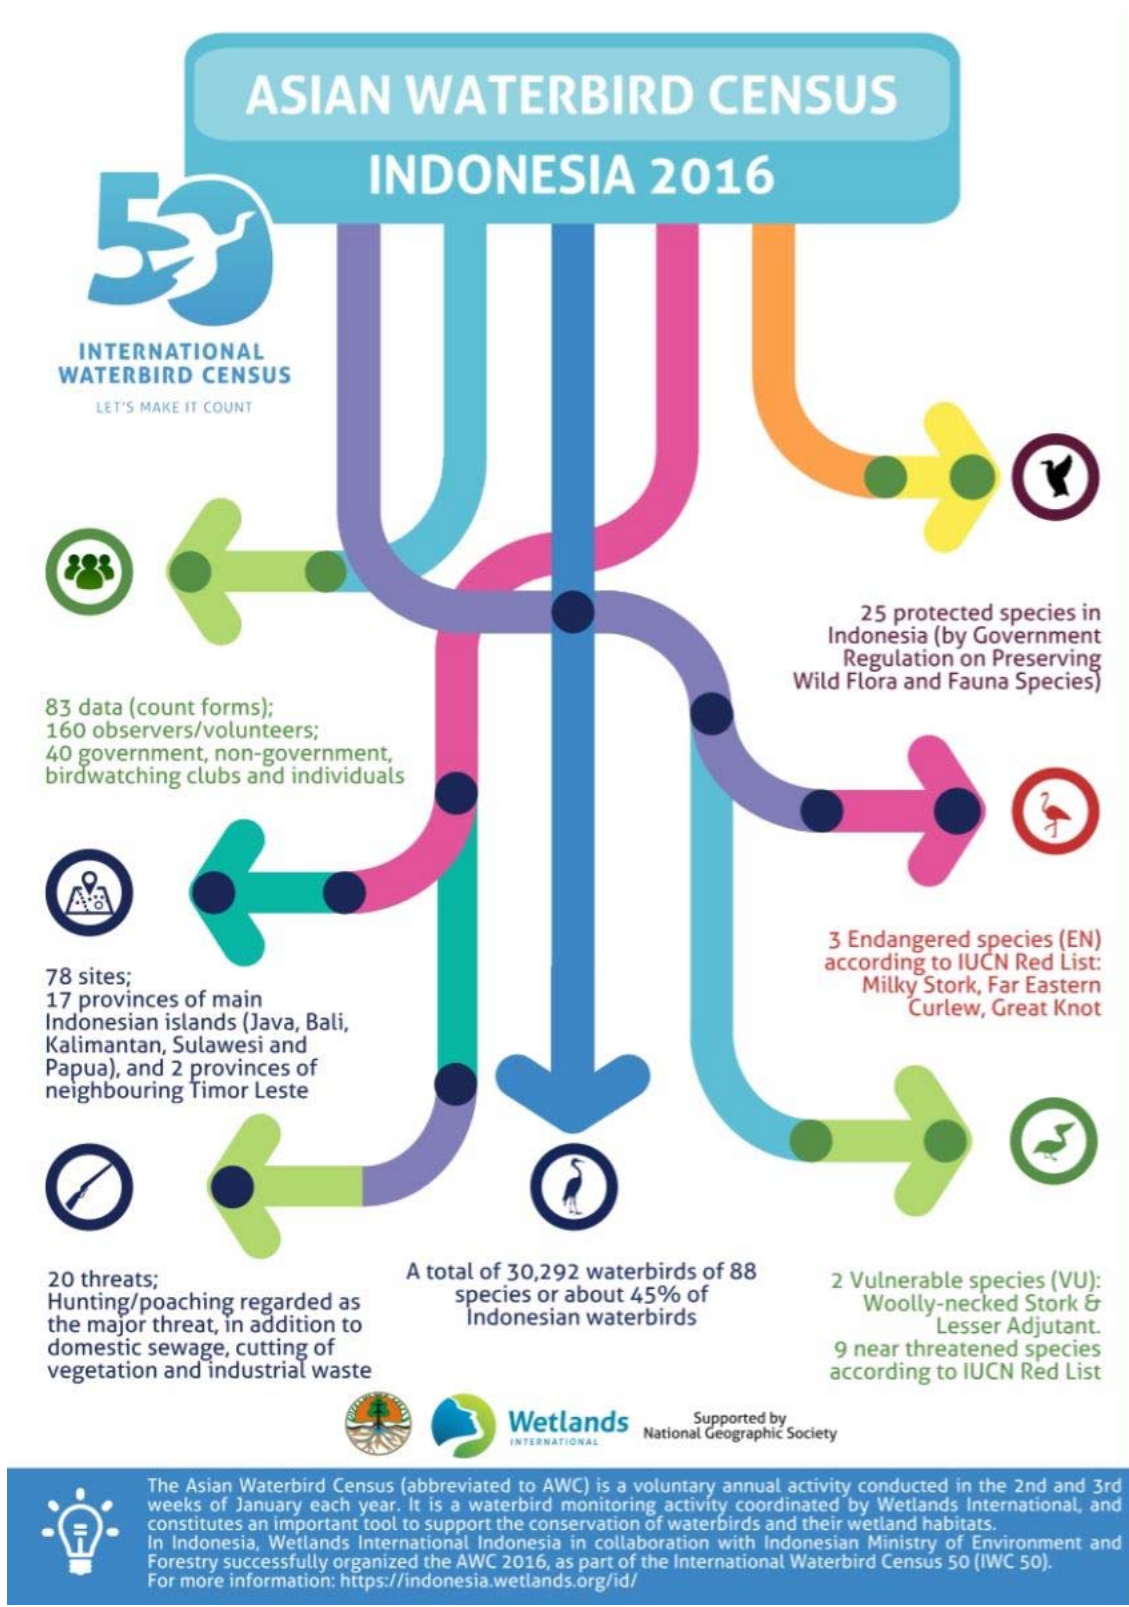 ASIAN WATERBIRD CENSUS
INDONESIA 2016
50
INTERNATIONAL
WATERBIRD CENSUS
LET'S MAKE IT COUNT
25 protected species in
Indonesia (by Government
Regulation on Preserving
Wild Flora and Fauna Species)
83 data (count forms);
160 observers/volunteers;
40 government, non-government,
birdwatching clubs and individuals
3 Endangered species (EN)
according to IUCN Red List:
Milky Stork, Far Eastern
Curlew, Great Knot
78 sites;
17 provinces of main
Indonesian islands (Java, Bali,
Kalimantan, Sulawesi and
Papua), and 2 provinces of
neighbouring Timor Leste
20 threats;
Hunting/poaching regarded as
the major threat, in addition to
domestic sewage, cutting of
vegetation and industrial waste
A total of 30,292 waterbirds of 88
species or about 45% of
Indonesian waterbirds
2 Vulnerable species (VU):
Woolly-necked Stork &
Lesser Adjutant.
9 near threatened species
according to IUCN Red List
Wetlands
INTERNATIONAL
Supported by
National Geographic Society
The Asian Waterbird Census (abbreviated to AWC) is a voluntary annual activity conducted in the 2nd and 3rd
weeks of January each year. It is a waterbird monitoring activity coordinated by Wetlands International, and
constitutes an important tool to support the conservation of waterbirds and their wetland habitats.
In Indonesia, Wetlands International Indonesia in collaboration with Indonesian Ministry of Environment and
Forestry successfully organized the AWC 2016, as part of the International Waterbird Census 50 (IWC 50).
For more information: https://indonesia.wetlands.org/id/